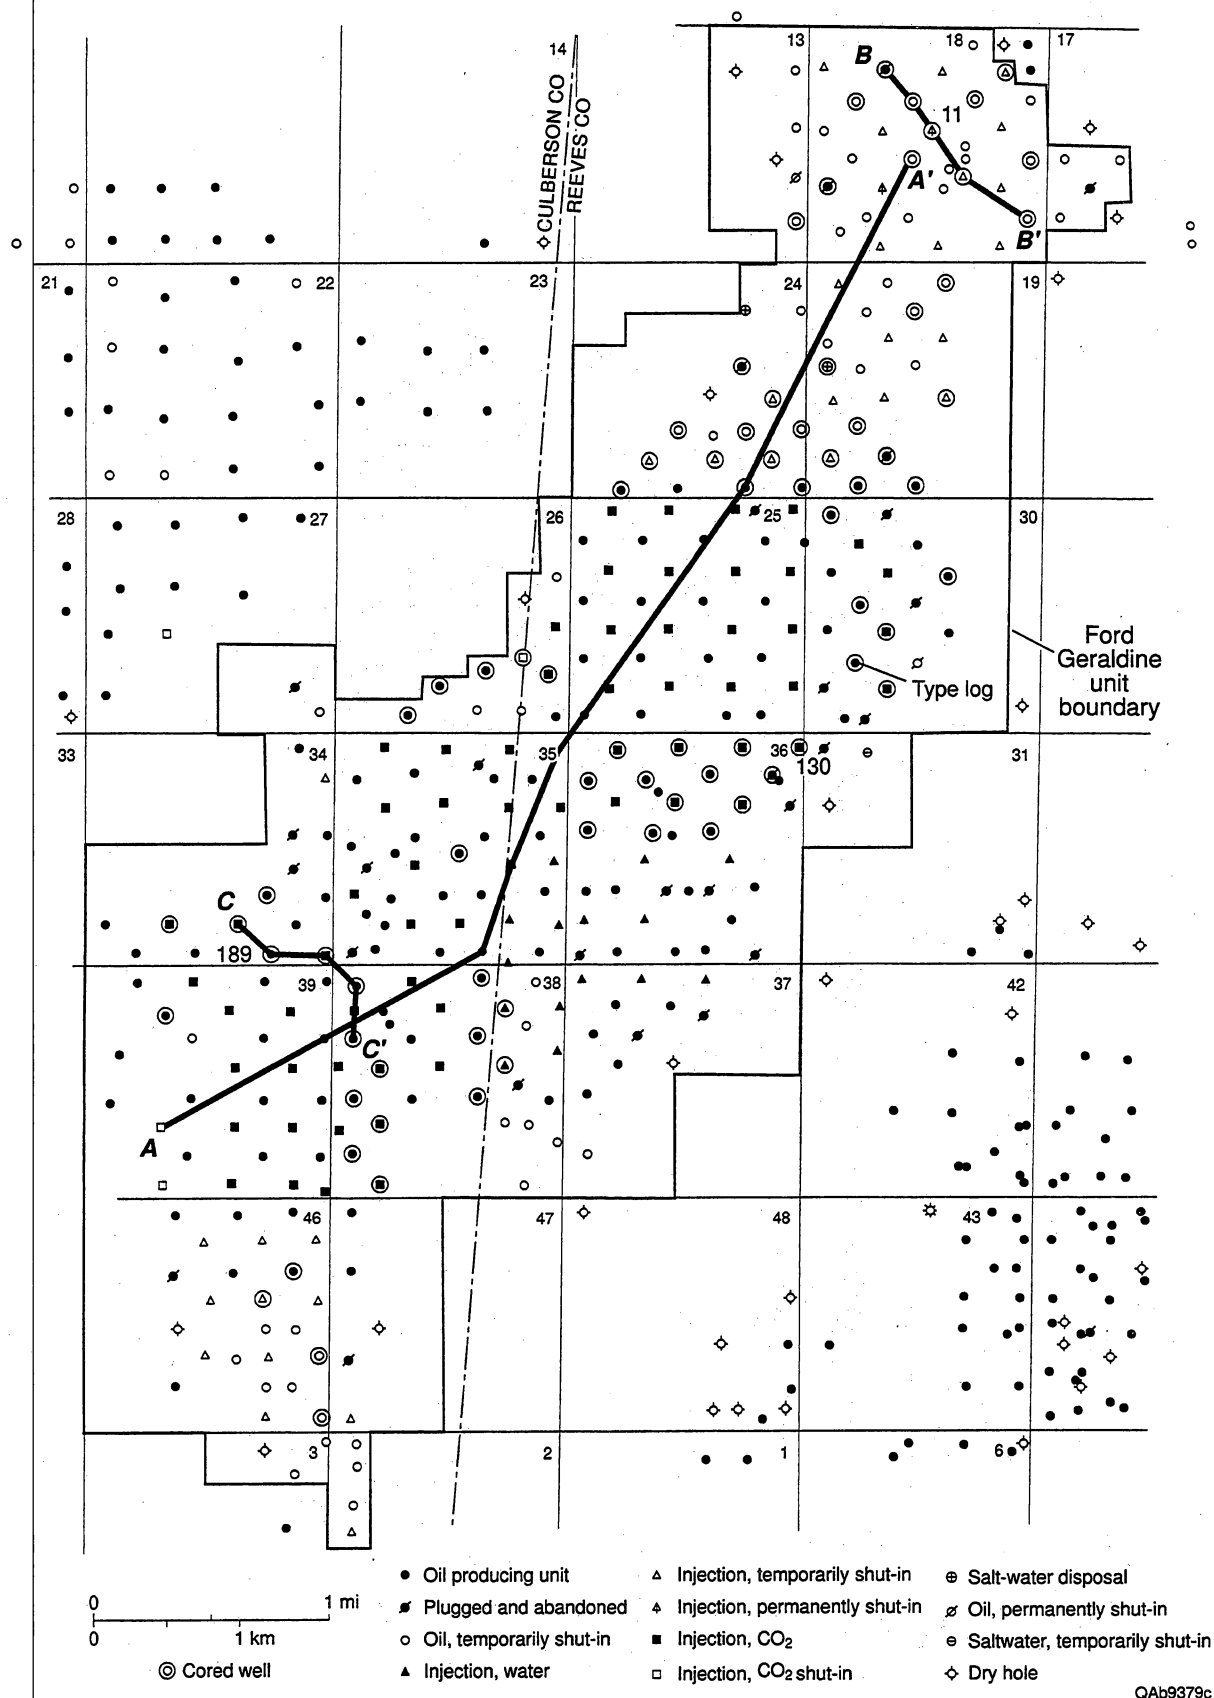 14
13
18
17
B
CULBERSON CO
REEVES CO
11
A'
B'
21
22
23
24
19
28
27
26
25
30
Ford
Geraldine
unit
boundary
Type log
33
34
35
36
31
130
C
189
39
38
37
42
C'
A
46
47
48
43
3
2
1
6
0
1 mi
0
1 km
Cored well
Oil producing unit
Plugged and abandoned
Oil, temporarily shut-in
Injection, water
Injection, temporarily shut-in
Injection, permanently shut-in
Injection, CO2
Injection, CO2 shut-in
Salt-water disposal
Oil, permanently shut-in
Saltwater, temporarily shut-in
Dry hole
QAb9379c